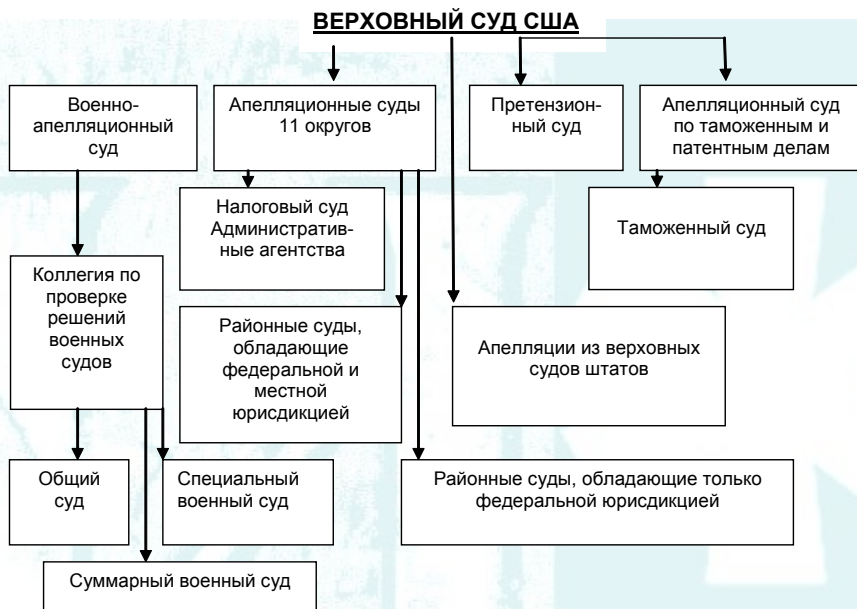 ВЕРХОВНЫЙ СУД США
Военно-
апелляционный
суд
Апелляционные суды
11 округов
Претензион-
ный суд
Апелляционный суд
по таможенным и
патентным делам
Налоговый суд
Административ-
ные агентства
Таможенный суд
Коллегия по
проверке
решений
военных
судов
Районные суды,
обладающие
федеральной и
местной
юрисдикцией
Апелляции из верховных
судов штатов
Общий
суд
Специальный
военный суд
Районные суды, обладающие только
федеральной юрисдикцией
Суммарный военный суд